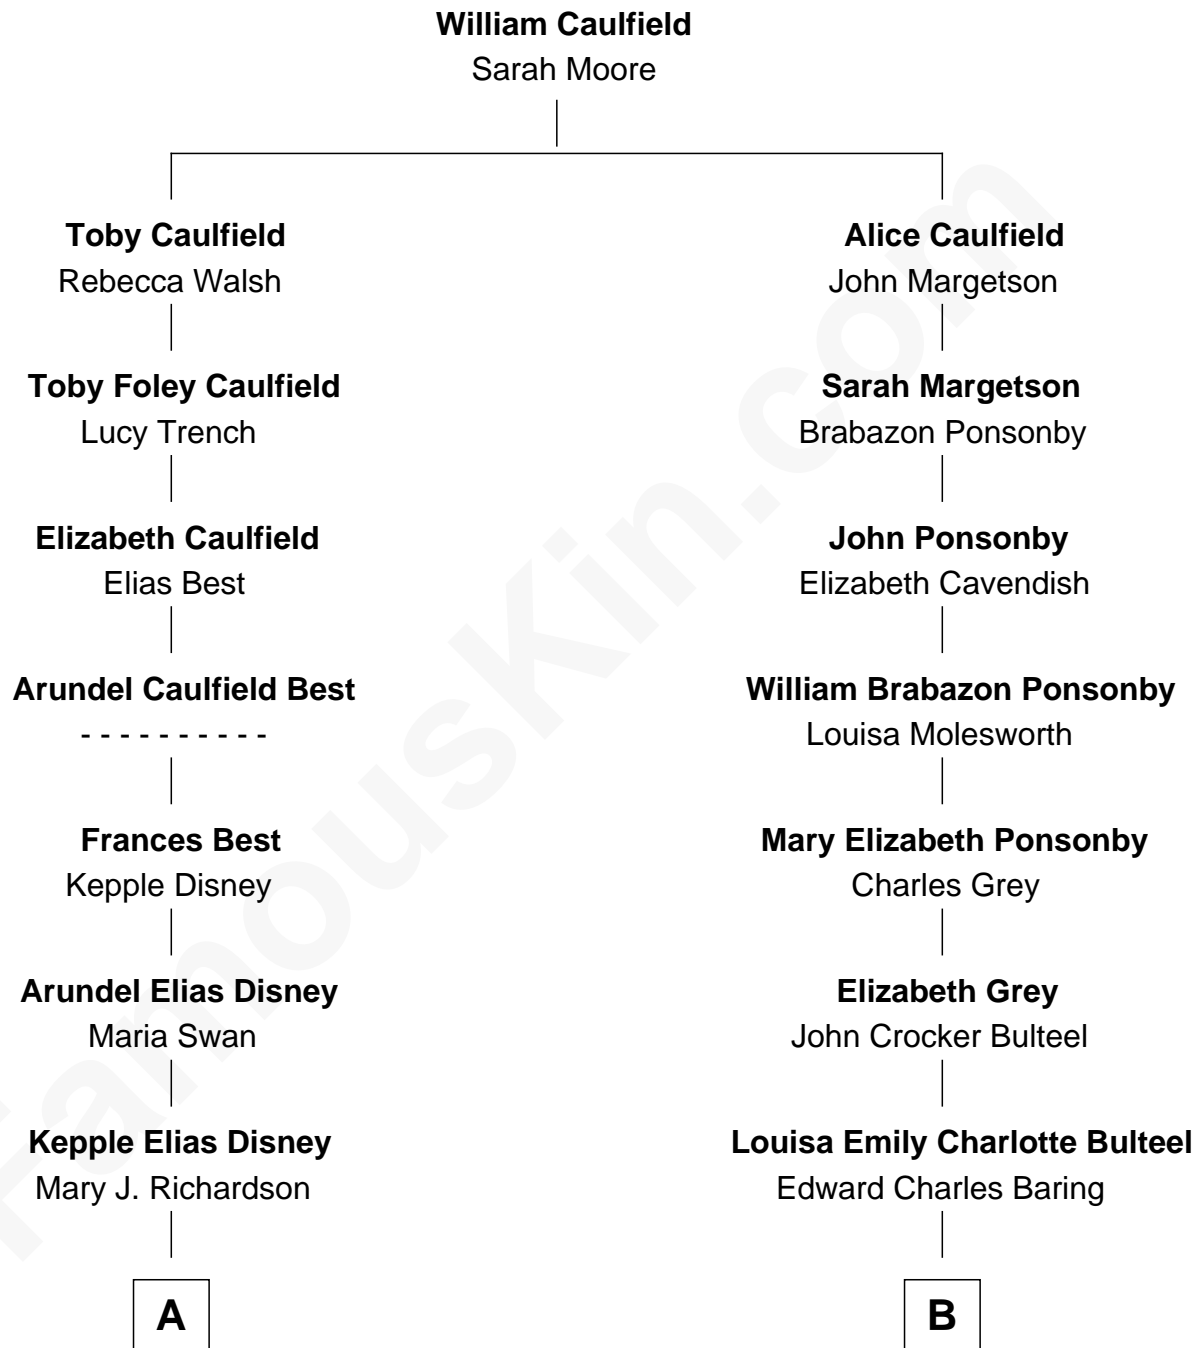 William Caulfield
Sarah Moore
Toby Caulfield
Rebecca Walsh
Alice Caulfield
John Margetson
Toby Foley Caulfield
Lucy Trench
Sarah Margetson
Brabazon Ponsonby
Elizabeth Caulfield
Elias Best
John Ponsonby
Elizabeth Cavendish
Arundel Caulfield Best
- - - - - - - - - -
William Brabazon Ponsonby
Louisa Molesworth
Frances Best
Kepple Disney
Mary Elizabeth Ponsonby
Charles Grey
Arundel Elias Disney
Maria Swan
Elizabeth Grey
John Crocker Bulteel
Kepple Elias Disney
Mary J. Richardson
Louisa Emily Charlotte Bulteel
Edward Charles Baring
A
B
FamousKin.com